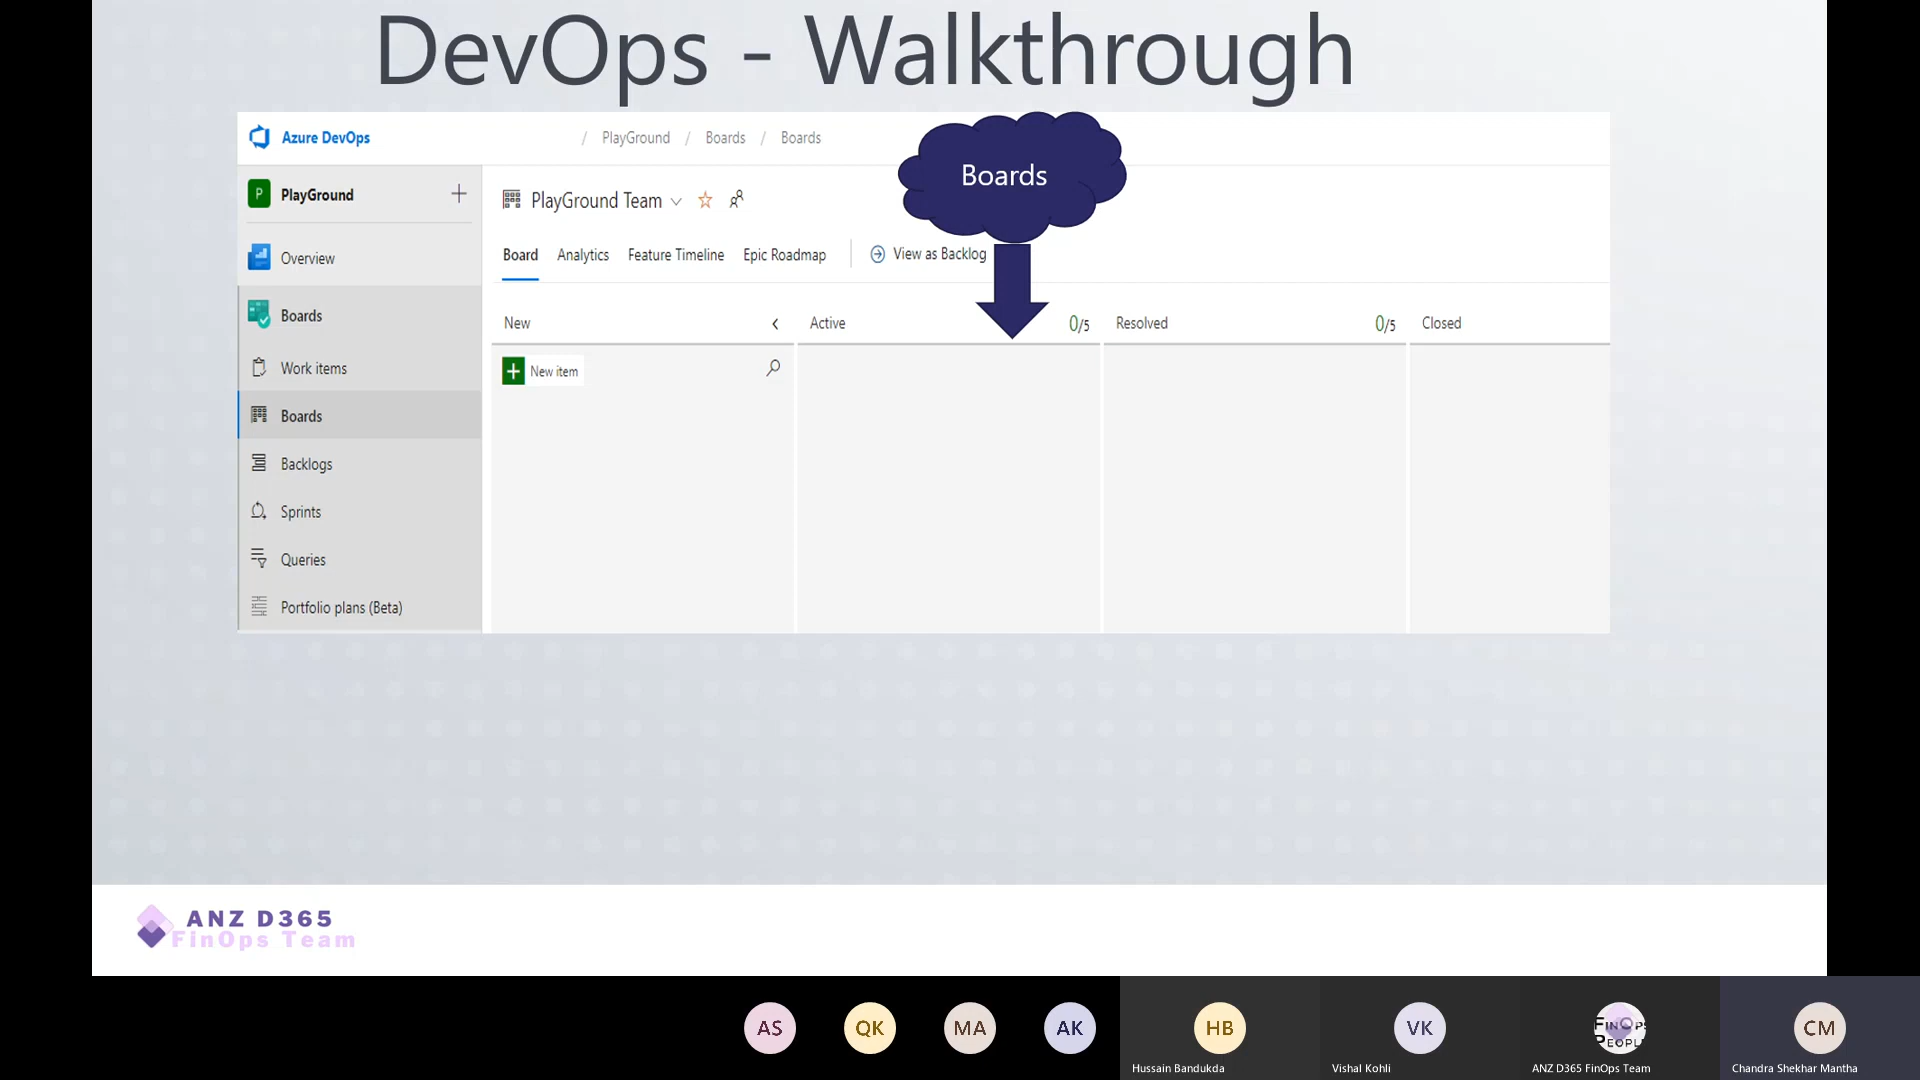 DevOps - Walkthrough
Azure DevOps / PlayGround / Boards / Boards
Boards
P PlayGround
PlayGround Team
Overview
Board Analytics Feature Timeline Epic Roadmap View as Backlog
Boards
New Active 0/5 Resolved 0/5 Closed
Work items
New item
Boards
Backlogs
Sprints
Queries
Portfolio plans (Beta)
ANZ D365
FinOps Team
AS QK MA AK HB VK FINOPS PEOPLE CM
Hussain Bandukda Vishal Kohli ANZ D365 FinOps Team Chandra Shekhar Mantha